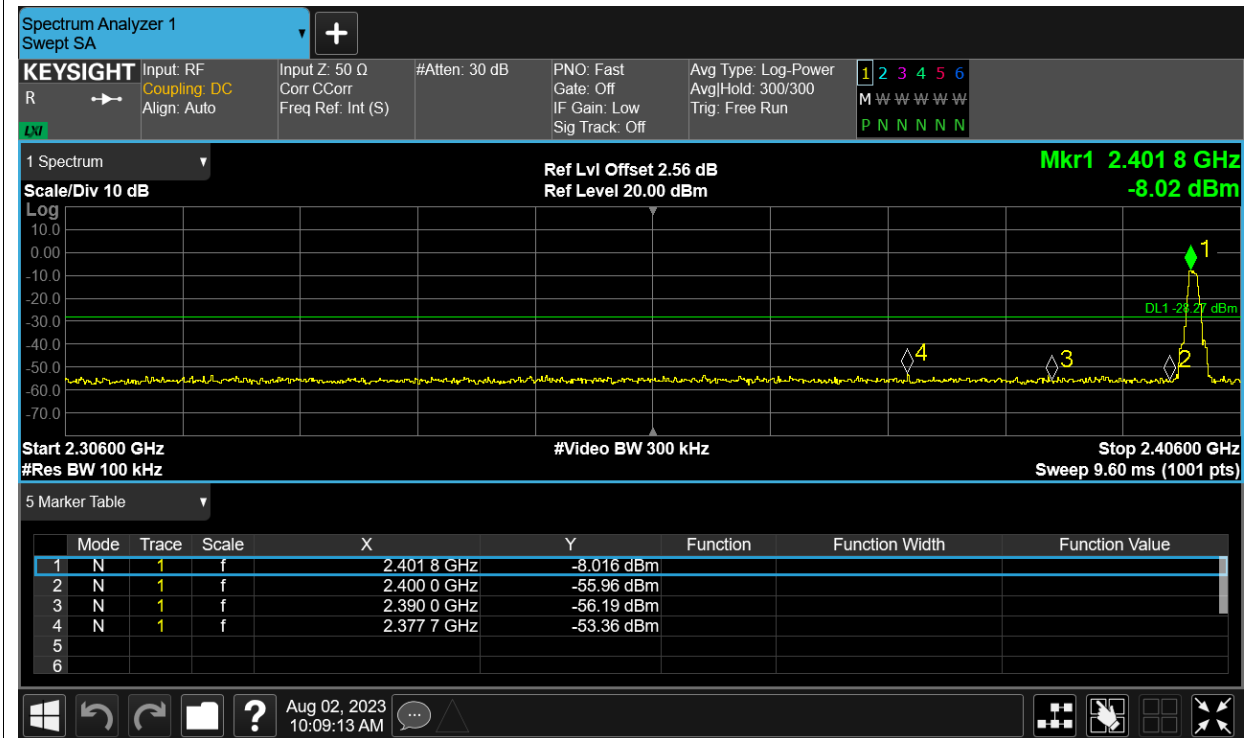 Spectrum Analyzer 1
Swept SA
KEYSIGHT
R
LXI
Input: RF
Coupling: DC
Align: Auto
Input Z: 50 Ω
Corr CCorr
Freq Ref: Int (S)
#Atten: 30 dB
PNO: Fast
Gate: Off
IF Gain: Low
Sig Track: Off
Avg Type: Log-Power
Avg|Hold: 300/300
Trig: Free Run
1 2 3 4 5 6
M W W W W W
P N N N N N
1 Spectrum
Scale/Div 10 dB
Ref Lvl Offset 2.56 dB
Ref Level 20.00 dBm
Mkr1 2.401 8 GHz
-8.02 dBm
Log
10.0
0.00
-10.0
-20.0
-30.0
-40.0
-50.0
-60.0
-70.0
1
DL1 -28.27 dBm
4
3
2
Start 2.30600 GHz
#Video BW 300 kHz
Stop 2.40600 GHz
#Res BW 100 kHz
Sweep 9.60 ms (1001 pts)
5 Marker Table
Mode Trace Scale X Y Function Function Width Function Value
1 N 1 f 2.401 8 GHz -8.016 dBm
2 N 1 f 2.400 0 GHz -55.96 dBm
3 N 1 f 2.390 0 GHz -56.19 dBm
4 N 1 f 2.377 7 GHz -53.36 dBm
5
6
?
Aug 02, 2023
10:09:13 AM